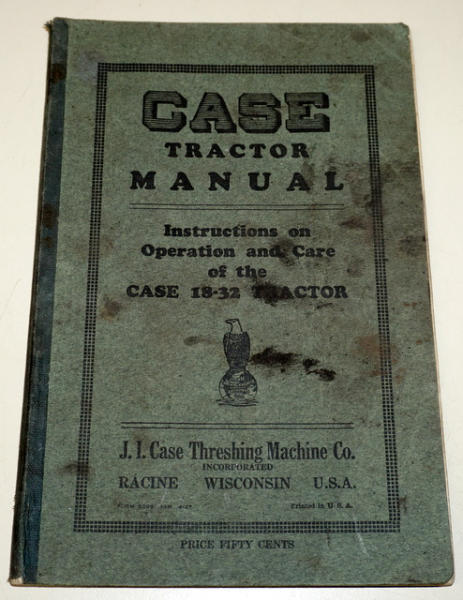 CASE
TRACTOR
MANUAL
Instructions on
Operation and Care
of the
CASE 18-32 TRACTOR
J. I. Case Threshing Machine Co.
INCORPORATED
RACINE WISCONSIN U.S.A.
FORM
Printed in U. S. A.
PRICE FIFTY CENTS